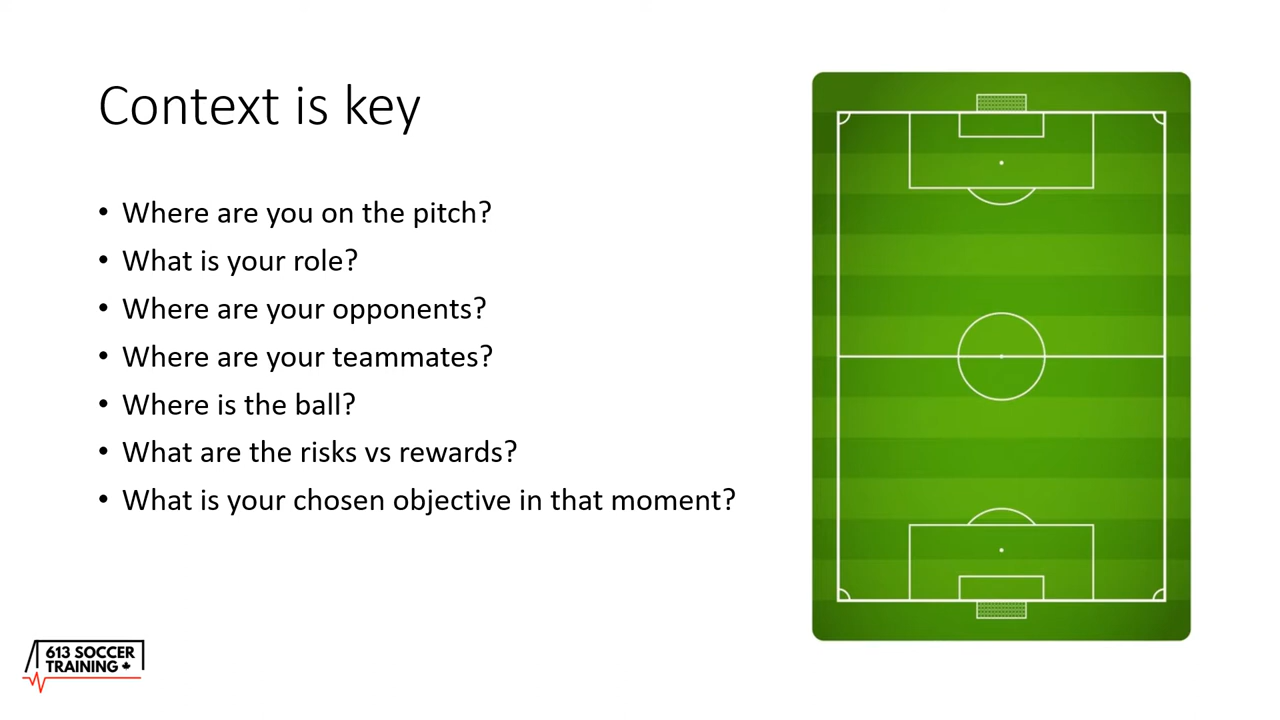 Context is key
• Where are you on the pitch?
• What is your role?
• Where are your opponents?
• Where are your teammates?
• Where is the ball?
• What are the risks vs rewards?
• What is your chosen objective in that moment?
613 SOCCER
TRAINING